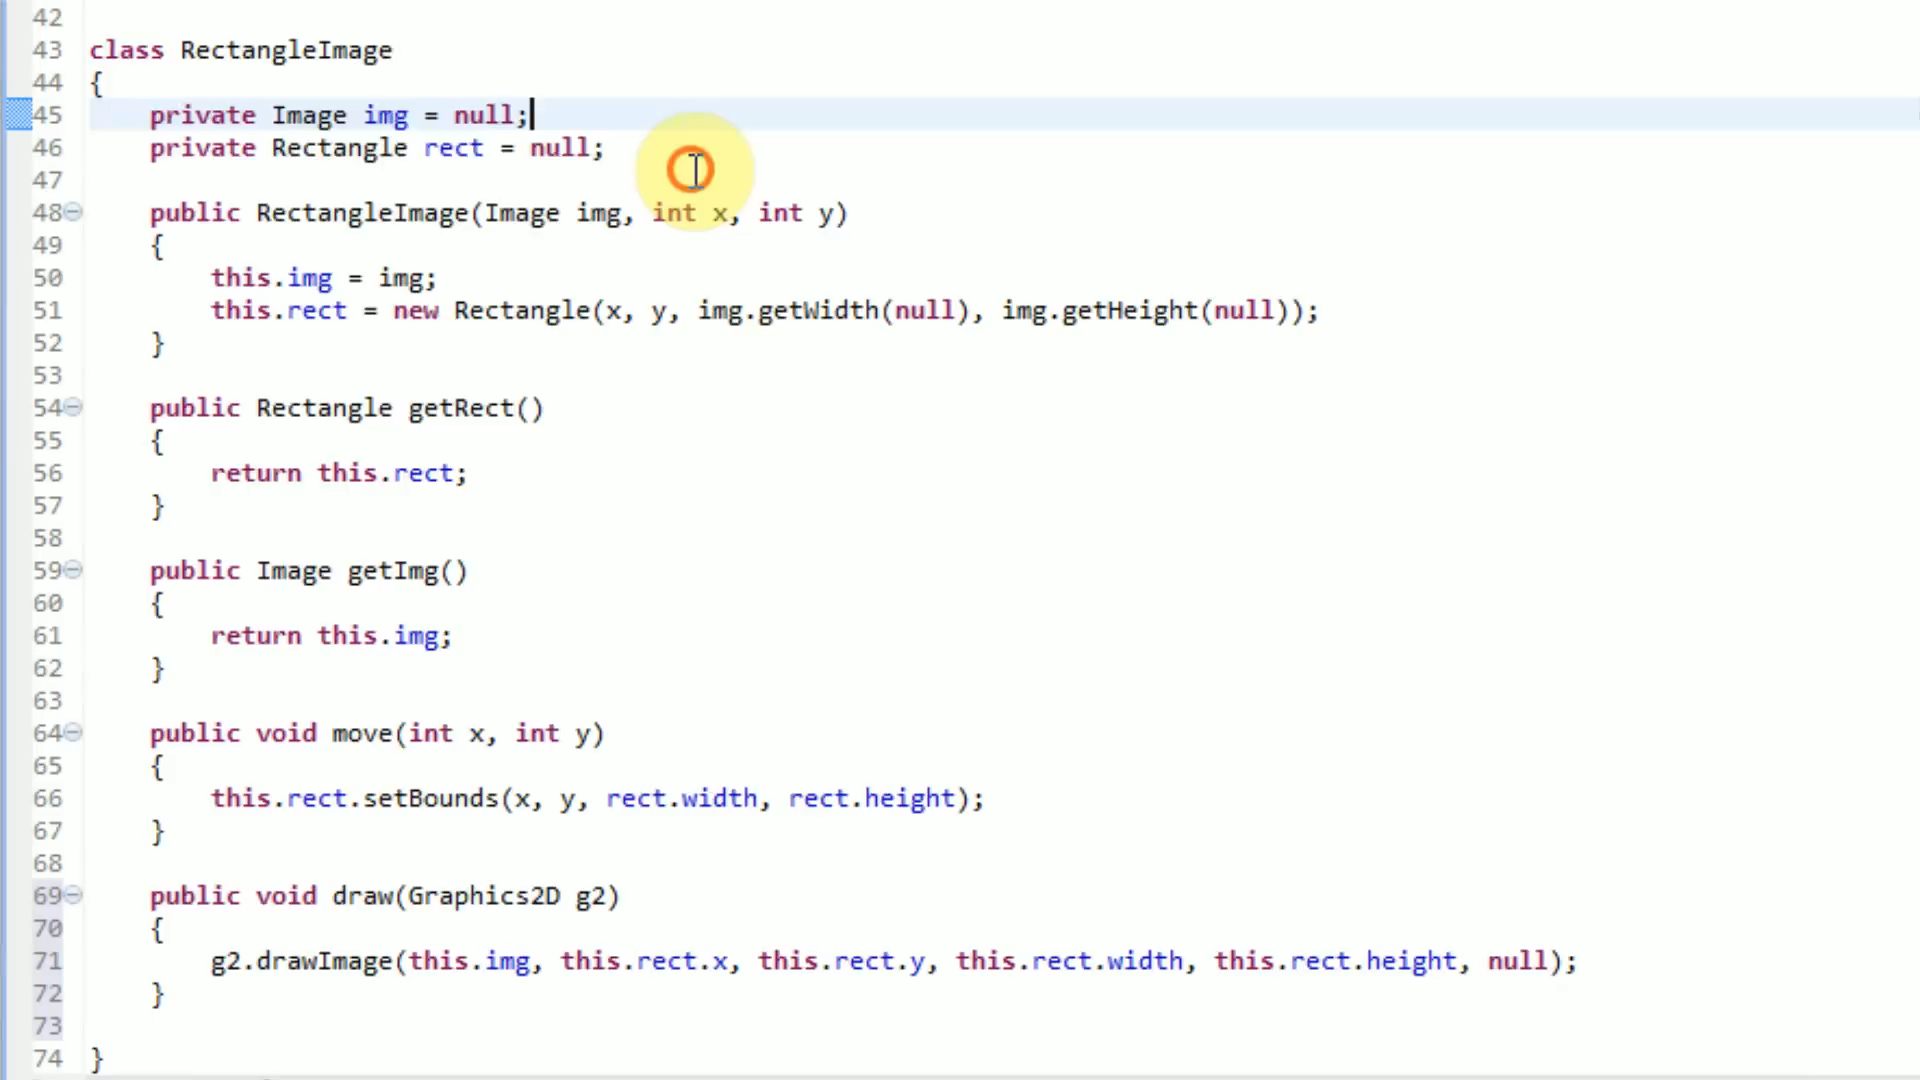 42
43 class RectangleImage
44 {
45 private Image img = null;
46 private Rectangle rect = null;
47
48 public RectangleImage(Image img, int x, int y)
49 {
50 this.img = img;
51 this.rect = new Rectangle(x, y, img.getWidth(null), img.getHeight(null));
52 }
53
54 public Rectangle getRect()
55 {
56 return this.rect;
57 }
58
59 public Image getImg()
60 {
61 return this.img;
62 }
63
64 public void move(int x, int y)
65 {
66 this.rect.setBounds(x, y, rect.width, rect.height);
67 }
68
69 public void draw(Graphics2D g2)
70 {
71 g2.drawImage(this.img, this.rect.x, this.rect.y, this.rect.width, this.rect.height, null);
72 }
73
74 }